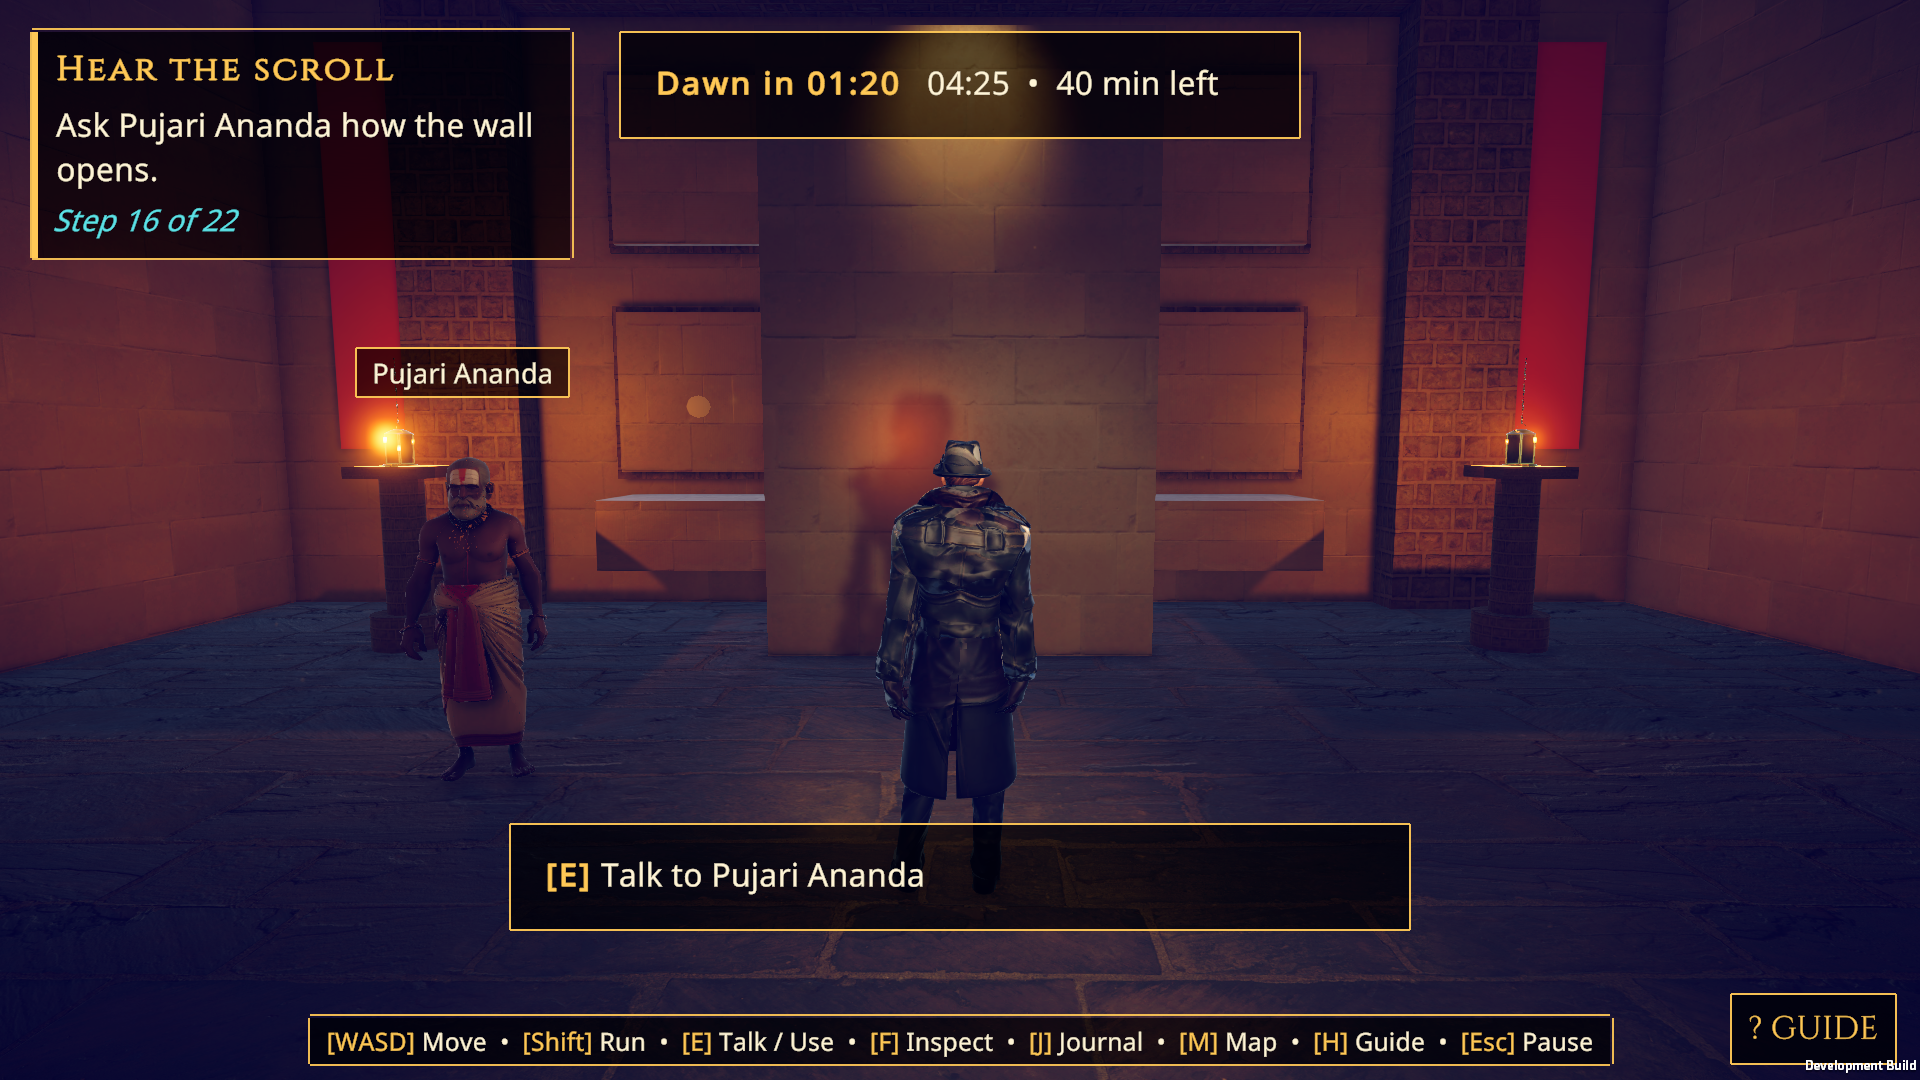 HEAR THE SCROLL
Ask Pujari Ananda how the wall
opens.
Step 16 of 22
Dawn in 01:20 04:25 • 40 min left
Pujari Ananda
[E] Talk to Pujari Ananda
[WASD] Move • [Shift] Run • [E] Talk / Use • [F] Inspect • [J] Journal • [M] Map • [H] Guide • [Esc] Pause
? GUIDE
Development Build